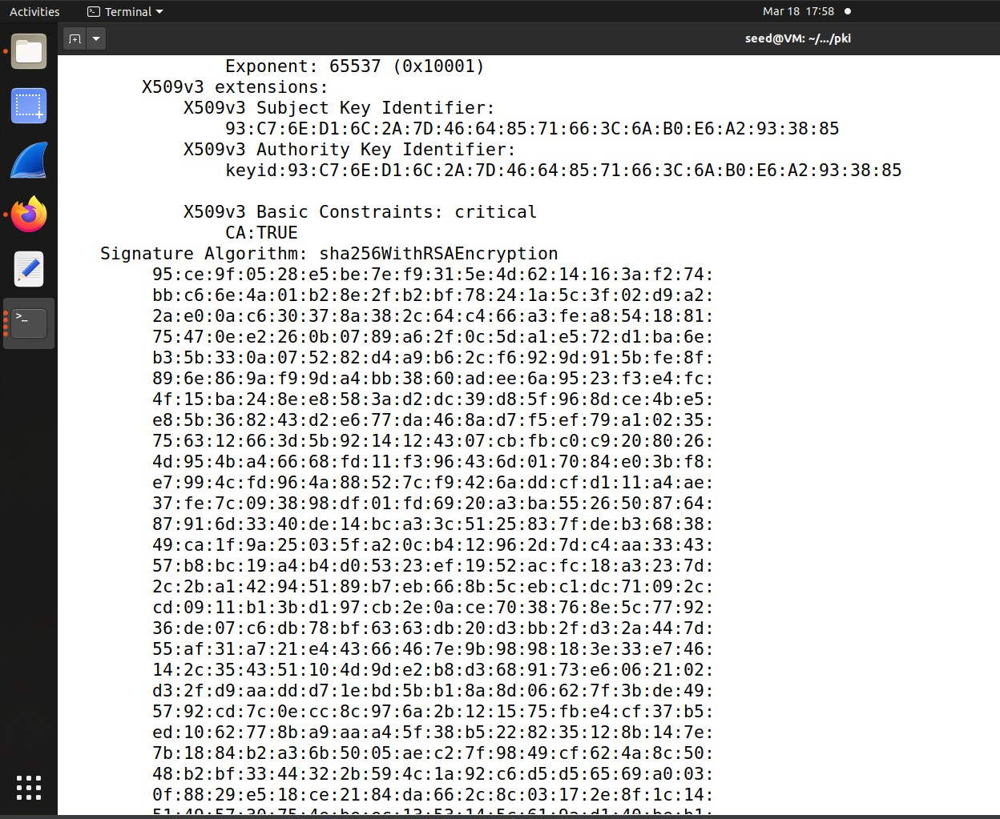 Activities
Terminal
Mar 18 17:58
seed@VM: ~/.../pki
Exponent: 65537 (0x10001)
X509v3 extensions:
X509v3 Subject Key Identifier:
93:C7:6E:D1:6C:2A:7D:46:64:85:71:66:3C:6A:B0:E6:A2:93:38:85
X509v3 Authority Key Identifier:
keyid:93:C7:6E:D1:6C:2A:7D:46:64:85:71:66:3C:6A:B0:E6:A2:93:38:85
X509v3 Basic Constraints: critical
CA:TRUE
Signature Algorithm: sha256WithRSAEncryption
95:ce:9f:05:28:e5:be:7e:f9:31:5e:4d:62:14:16:3a:f2:74:
bb:c6:6e:4a:01:b2:8e:2f:b2:bf:78:24:1a:5c:3f:02:d9:a2:
2a:e0:0a:c6:30:37:8a:38:2c:64:c4:66:a3:fe:a8:54:18:81:
75:47:0e:e2:26:0b:07:89:a6:2f:0c:5d:a1:e5:72:d1:ba:6e:
b3:5b:33:0a:07:52:82:d4:a9:b6:2c:f6:92:9d:91:5b:fe:8f:
89:6e:86:9a:f9:9d:a4:bb:38:60:ad:ee:6a:95:23:f3:e4:fc:
4f:15:ba:24:8e:e8:58:3a:d2:dc:39:d8:5f:96:8d:ce:4b:e5:
e8:5b:36:82:43:d2:e6:77:da:46:8a:d7:f5:ef:79:a1:02:35:
75:63:12:66:3d:5b:92:14:12:43:07:cb:fb:c0:c9:20:80:26:
4d:95:4b:a4:66:68:fd:11:f3:96:43:6d:01:70:84:e0:3b:f8:
e7:99:4c:fd:96:4a:88:52:7c:f9:42:6a:dd:cf:d1:11:a4:ae:
37:fe:7c:09:38:98:df:01:fd:69:20:a3:ba:55:26:50:87:64:
87:91:6d:33:40:de:14:bc:a3:3c:51:25:83:7f:de:b3:68:38:
49:ca:1f:9a:25:03:5f:a2:0c:b4:12:96:2d:7d:c4:aa:33:43:
57:b8:bc:19:a4:b4:d0:53:23:ef:19:52:ac:fc:18:a3:23:7d:
2c:2b:a1:42:94:51:89:b7:eb:66:8b:5c:eb:c1:dc:71:09:2c:
cd:09:11:b1:3b:d1:97:cb:2e:0a:ce:70:38:76:8e:5c:77:92:
36:de:07:c6:db:78:bf:63:63:db:20:d3:bb:2f:d3:2a:44:7d:
55:af:31:a7:21:e4:43:66:46:7e:9b:98:98:18:3e:33:e7:46:
14:2c:35:43:51:10:4d:9d:e2:b8:d3:68:91:73:e6:06:21:02:
d3:2f:d9:aa:dd:d7:1e:bd:5b:b1:8a:8d:06:62:7f:3b:de:49:
57:92:cd:7c:0e:cc:8c:97:6a:2b:12:15:75:fb:e4:cf:37:b5:
ed:10:62:77:8b:a9:aa:a4:5f:38:b5:22:82:35:12:8b:14:7e:
7b:18:84:b2:a3:6b:50:05:ae:c2:7f:98:49:cf:62:4a:8c:50:
48:b2:bf:33:44:32:2b:59:4c:1a:92:c6:d5:d5:65:69:a0:03:
0f:88:29:e5:18:ce:21:84:da:66:2c:8c:03:17:2e:8f:1c:14: